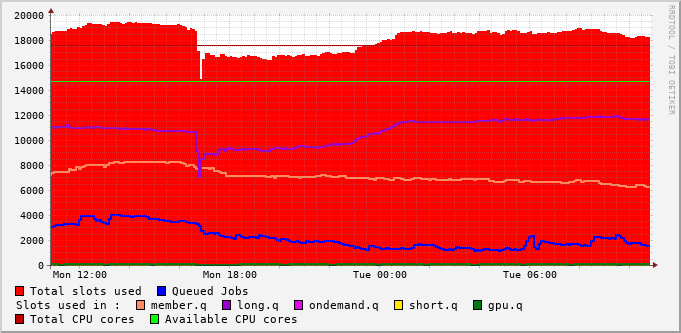 20000
18000
16000
14000
12000
10000
8000
6000
4000
2000
0
Mon 12:00 Mon 18:00 Tue 00:00 Tue 06:00
RRDTOOL / TOBI OETIKER
Total slots used Queued Jobs
Slots used in : member.q long.q ondemand.q short.q gpu.q
Total CPU cores Available CPU cores